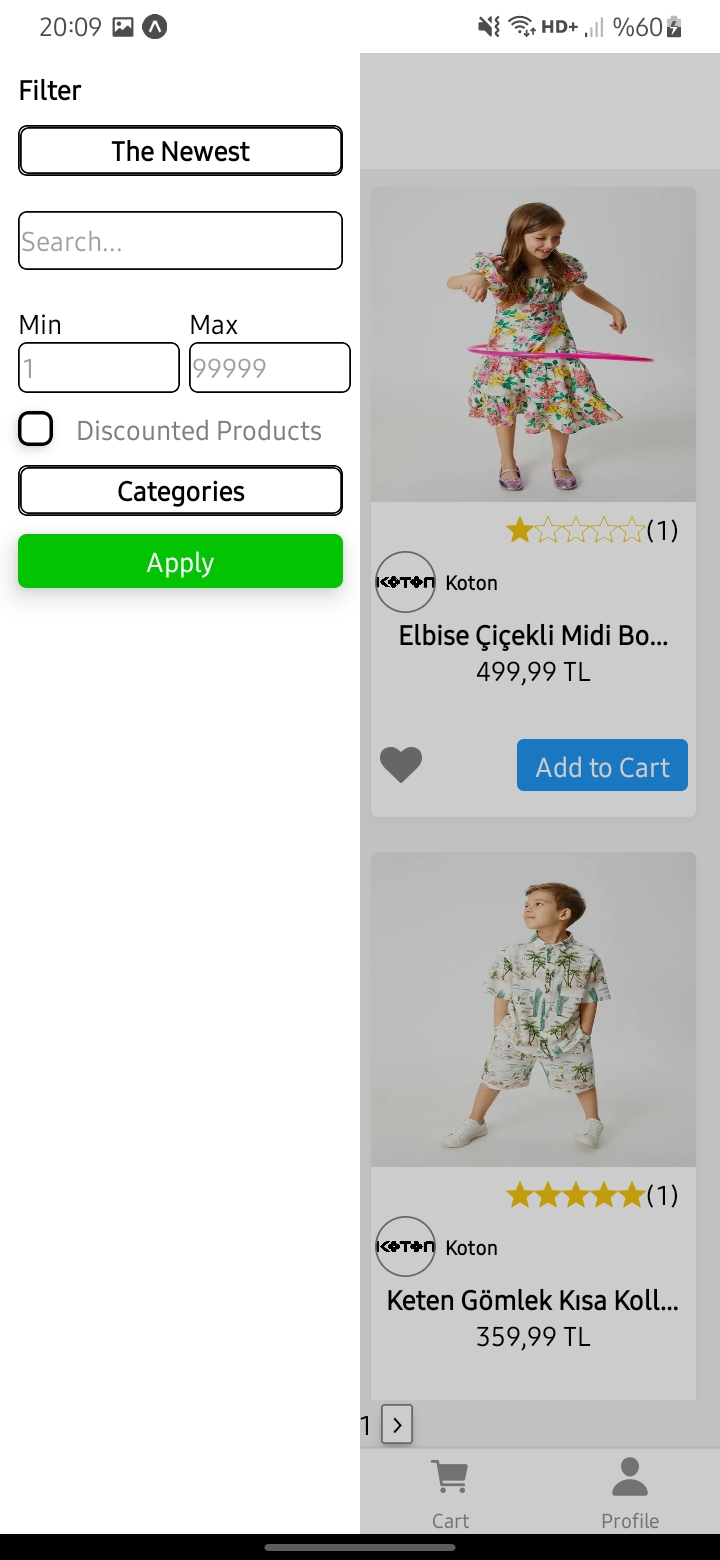 20:09 HD+ %60
Filter
The Newest
Search...
Min Max
1 99999
Discounted Products
Categories
Apply
(1)
KOTON Koton
Elbise Çiçekli Midi Bo...
499,99 TL
Add to Cart
(1)
KOTON Koton
Keten Gömlek Kısa Koll...
359,99 TL
1 >
Cart Profile